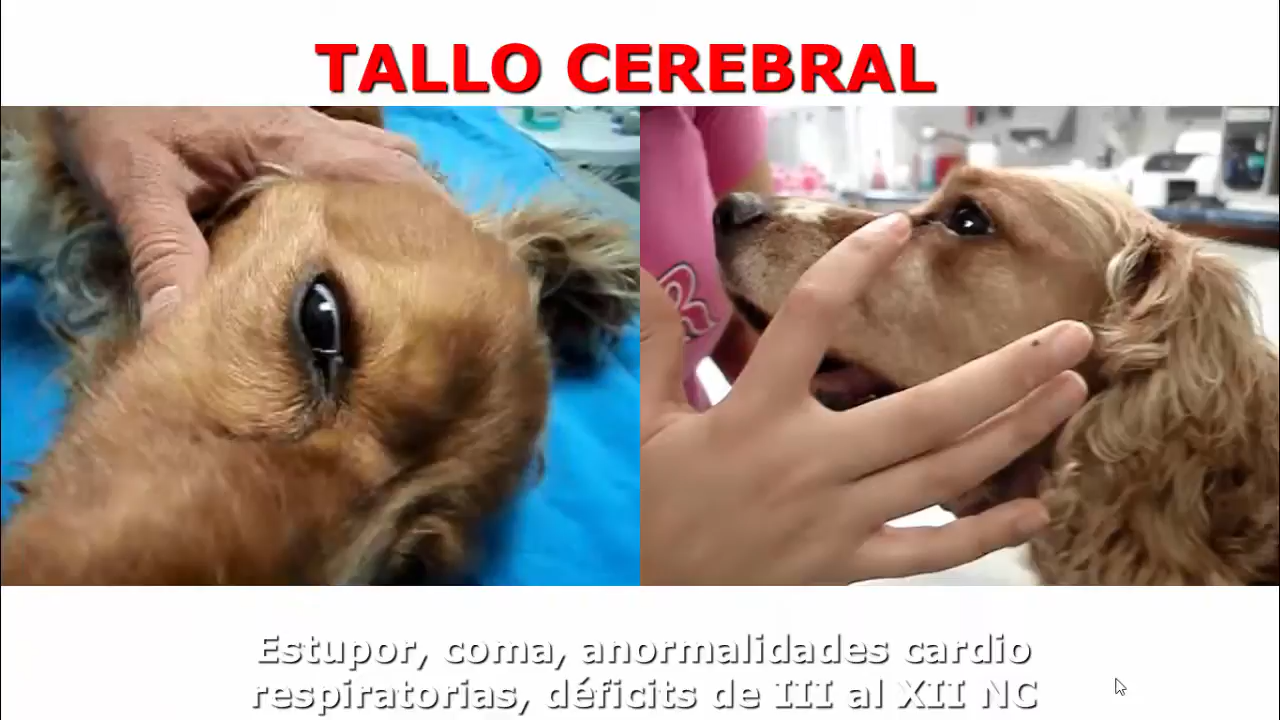 TALLO CEREBRAL
R
Estupor, coma, anormalidades cardio
respiratorias, déficits de III al XII NC